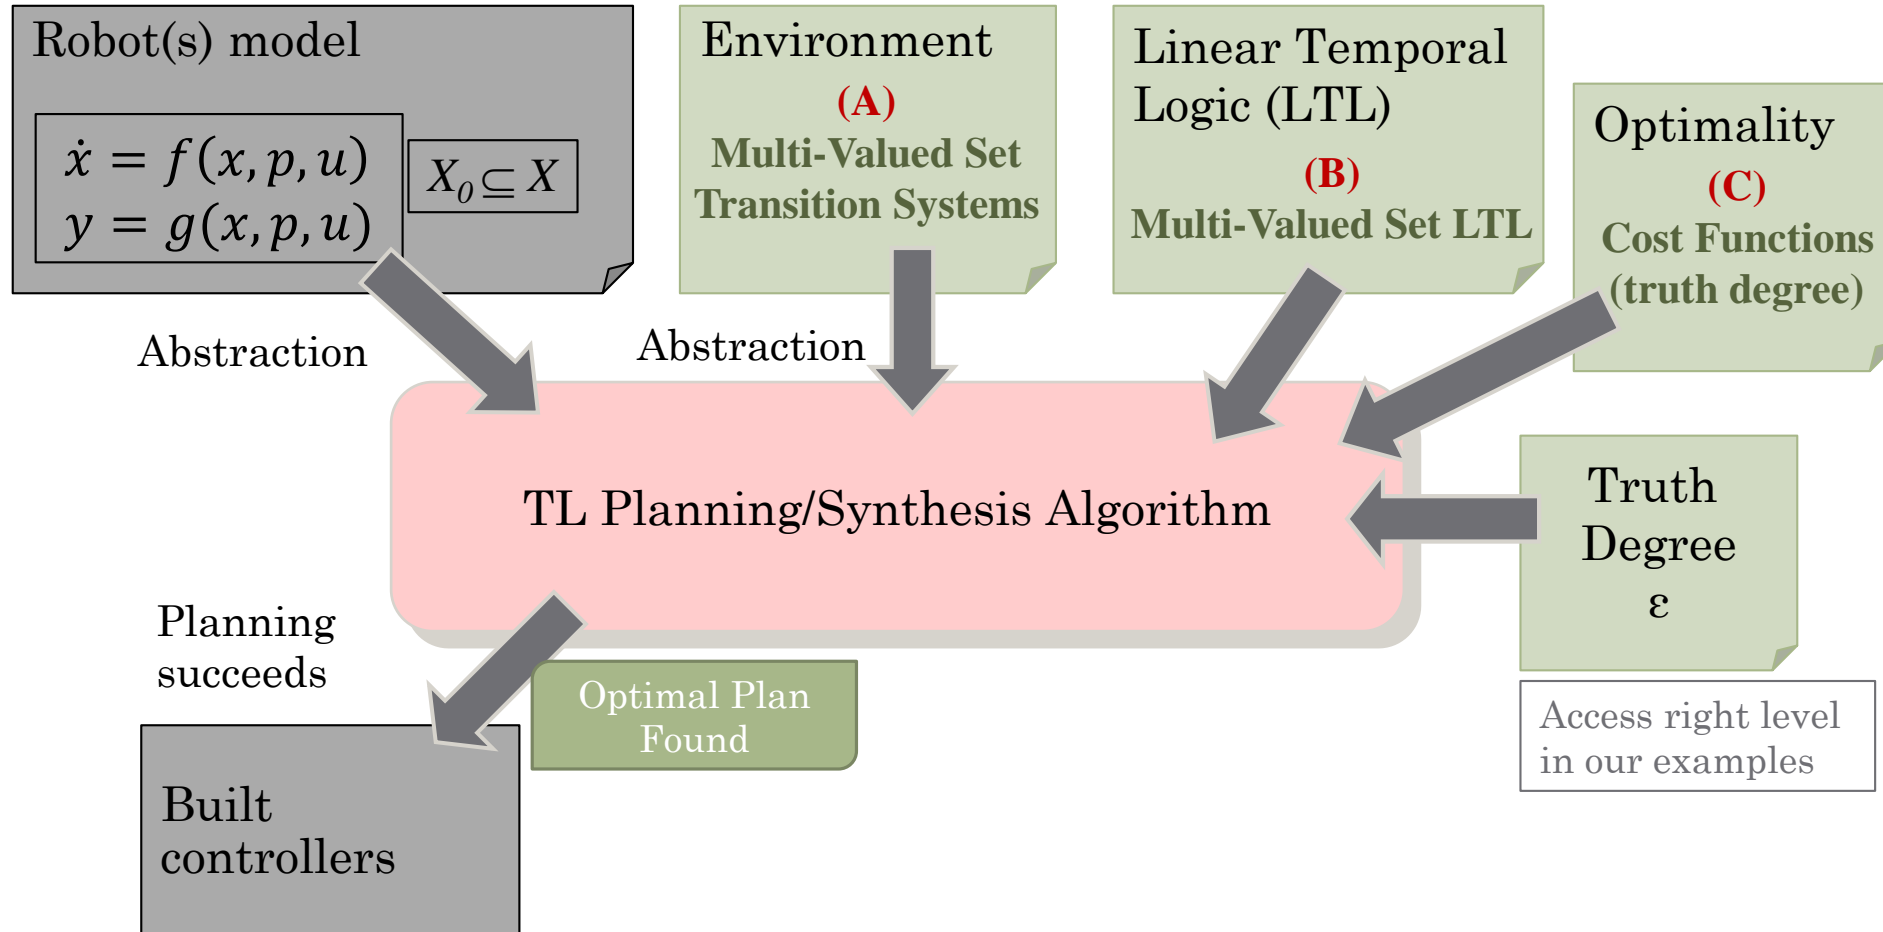 Robot(s) model
ẋ = f(x, p, u)
y = g(x, p, u)
X₀ ⊆ X
Environment
(A)
Multi-Valued Set
Transition Systems
Linear Temporal
Logic (LTL)
(B)
Multi-Valued Set LTL
Optimality
(C)
Cost Functions
(truth degree)
Abstraction
Abstraction
TL Planning/Synthesis Algorithm
Truth
Degree
ε
Access right level
in our examples
Planning
succeeds
Optimal Plan
Found
Built
controllers